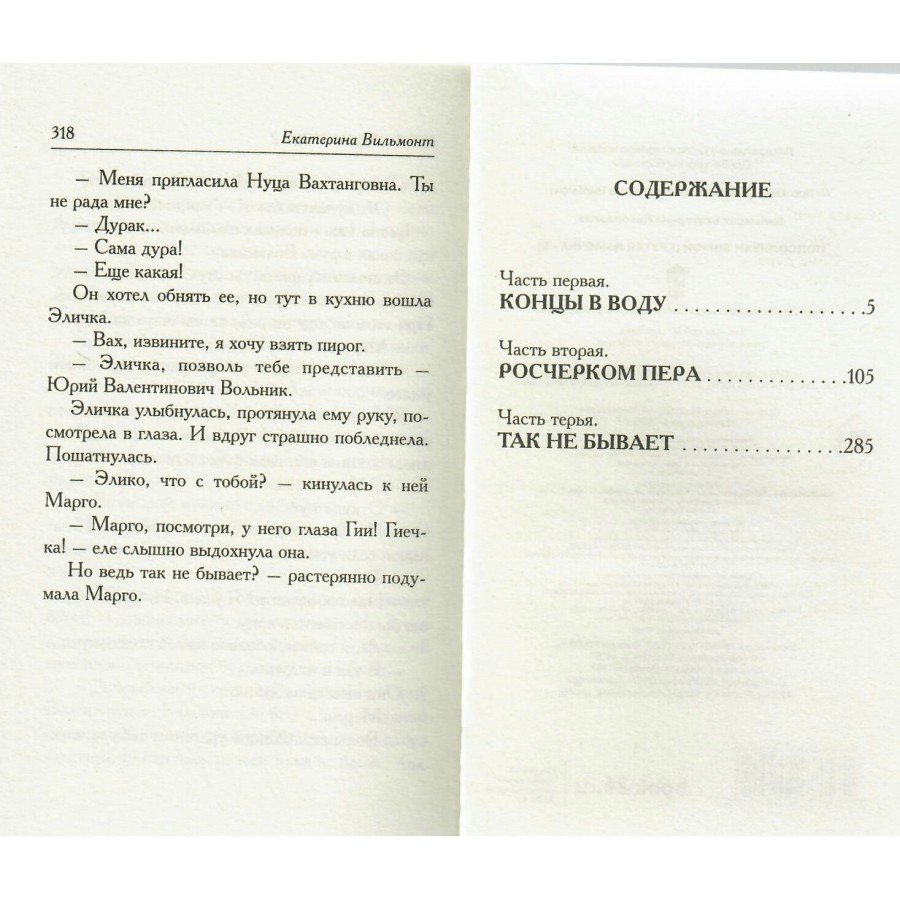 318
Екатерина Вильмонт
— Меня пригласила Нуца Вахтанговна. Ты
не рада мне?
— Дурак...
— Сама дура!
— Еще какая!
Он хотел обнять ее, но тут в кухню вошла
Эличка.
— Вах, извините, я хочу взять пирог.
— Эличка, позволь тебе представить —
Юрий Валентинович Вольник.
Эличка улыбнулась, протянула ему руку, по-
смотрела в глаза. И вдруг страшно побледнела.
Пошатнулась.
— Элико, что с тобой? — кинулась к ней
Марго.
— Марго, посмотри, у него глаза Гии! Гиеч-
ка! — еле слышно выдохнула она.
Но ведь так не бывает? — растерянно поду-
мала Марго.
СОДЕРЖАНИЕ
Часть первая.
КОНЦЫ В ВОДУ ...................5
Часть вторая.
РОСЧЕРКОМ ПЕРА..............105
Часть терья.
ТАК НЕ БЫВАЕТ ................285